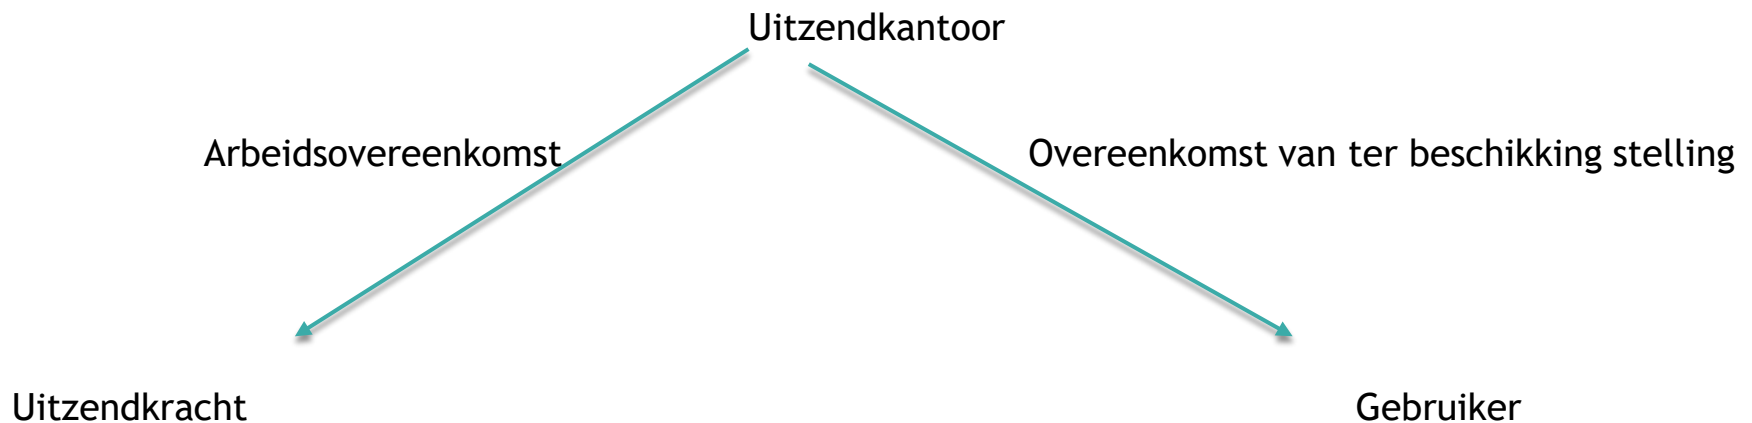 Uitzendkantoor
Arbeidsovereenkomst
Overeenkomst van ter beschikking stelling
Uitzendkracht
Gebruiker